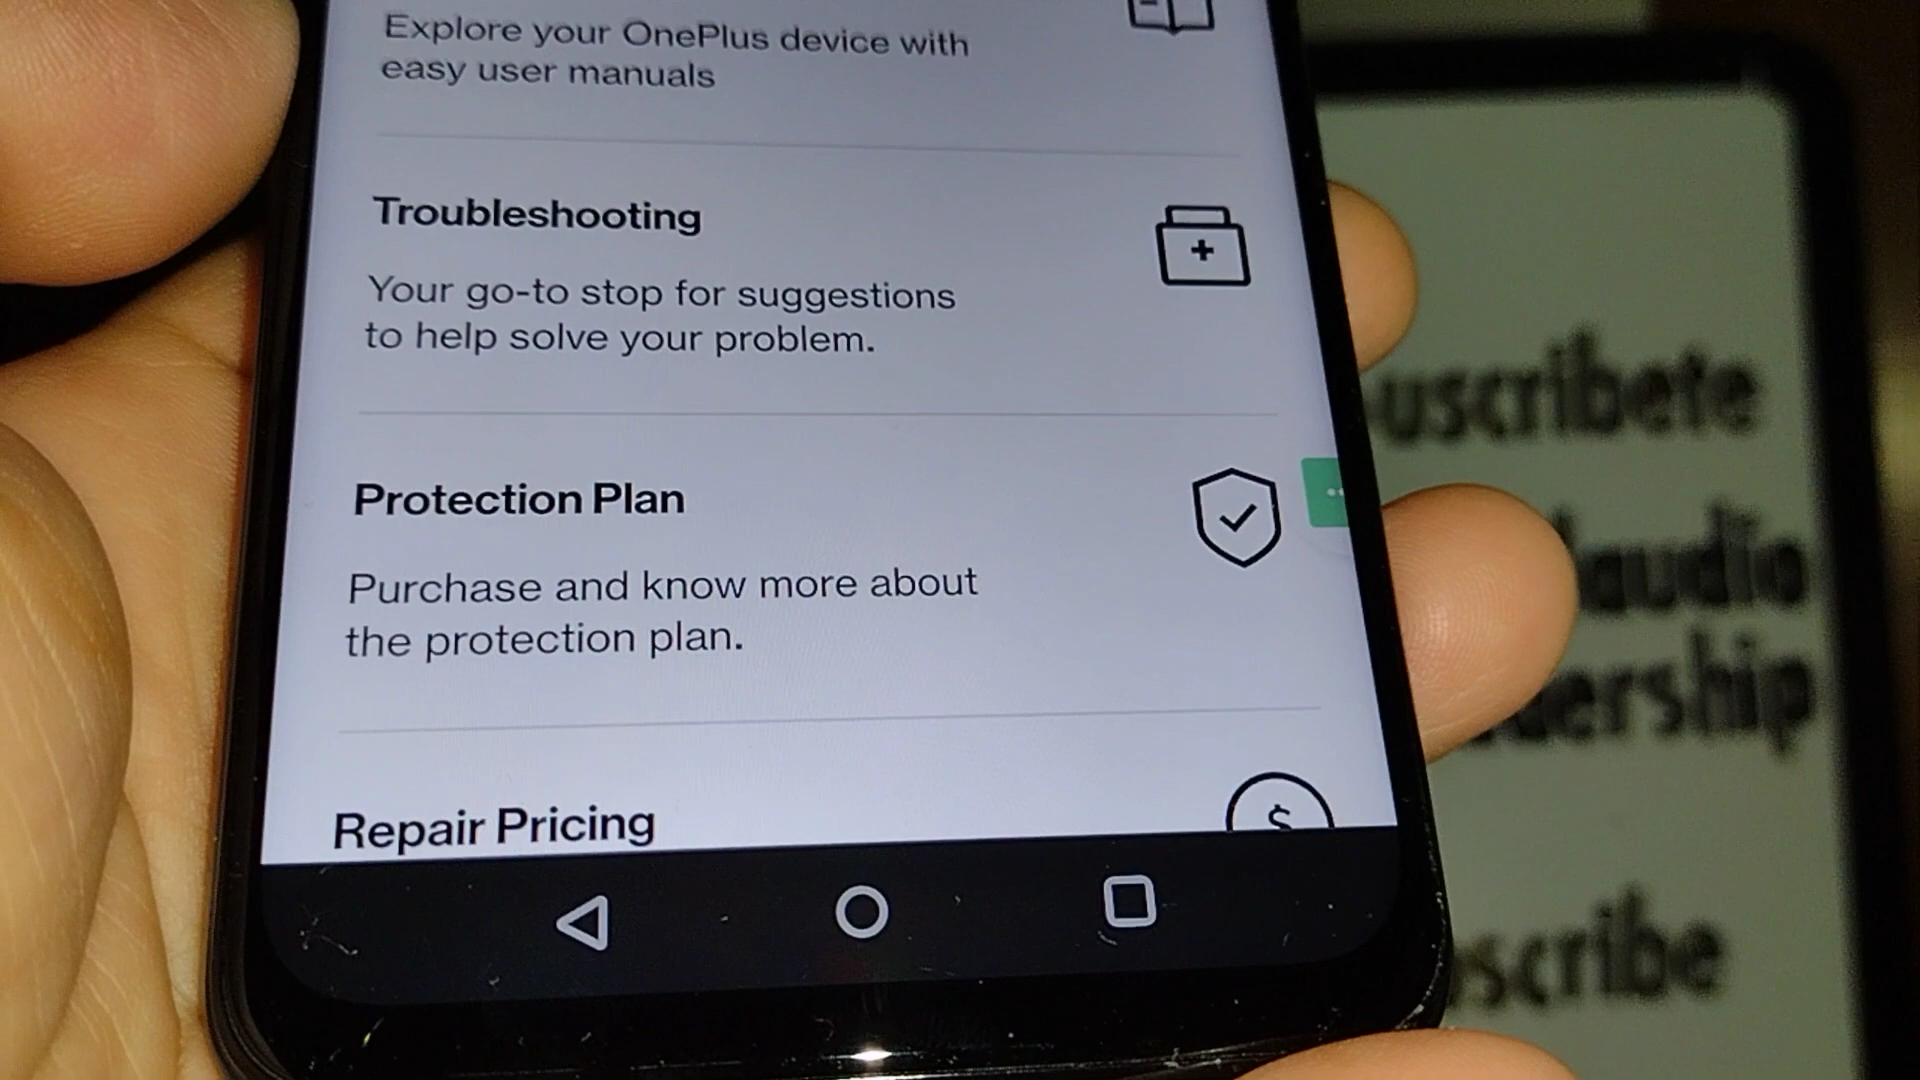 Explore your OnePlus device with
easy user manuals
Troubleshooting
Your go-to stop for suggestions
to help solve your problem.
Protection Plan
Purchase and know more about
the protection plan.
Repair Pricing
$
uscribete
audio
ership
scribe